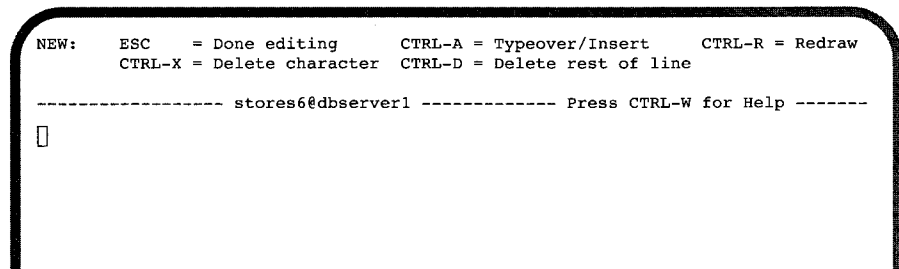 NEW:    ESC    = Done editing      CTRL-A = Typeover/Insert    CTRL-R = Redraw
        CTRL-X = Delete character  CTRL-D = Delete rest of line
------------------ stores6@dbserver1 ------------- Press CTRL-W for Help -------